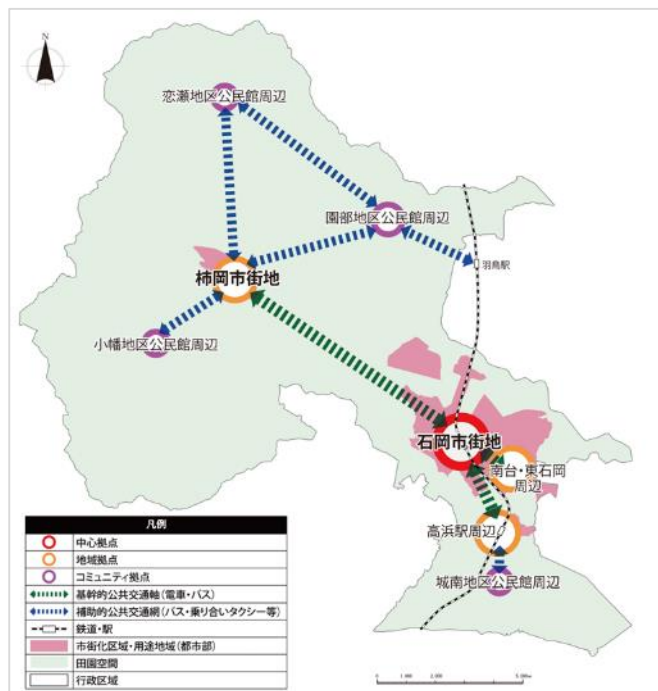 恋瀬地区公民館周辺
園部地区公民館周辺
羽鳥駅
柿岡市街地
小幡地区公民館周辺
石岡市街地
南台・東石岡
周辺
高浜駅周辺
城南地区公民館周辺
凡例
中心拠点
地域拠点
コミュニティ拠点
基幹的公共交通軸(電車・バス)
補助的公共交通網(バス・乗り合いタクシー等)
鉄道・駅
市街化区域・用途地域(都市部)
田園空間
行政区域